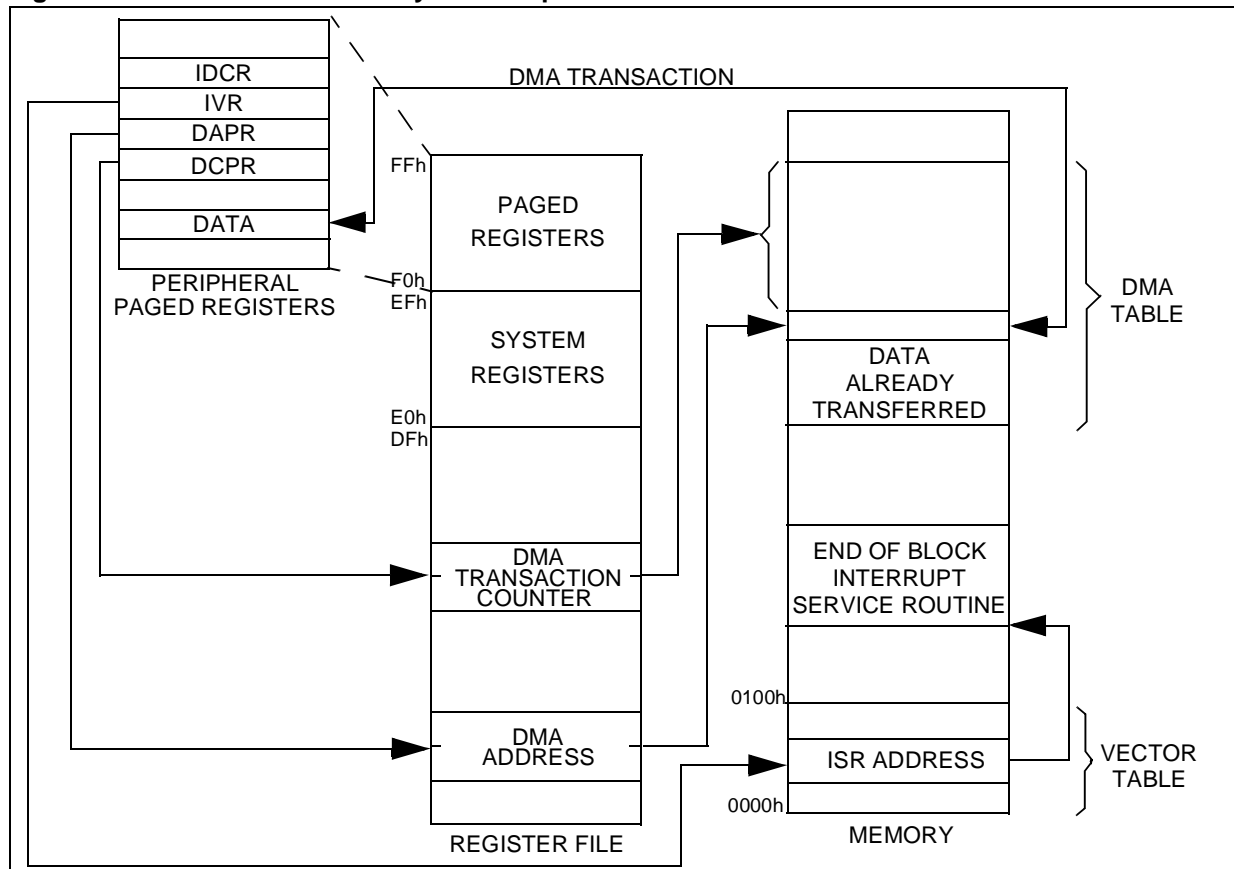 IDCR
IVR
DAPR
DCPR
DATA
PERIPHERAL
PAGED REGISTERS
DMA TRANSACTION
FFh
PAGED
REGISTERS
F0h
EFh
SYSTEM
REGISTERS
E0h
DFh
DMA
TRANSACTION
COUNTER
DMA
ADDRESS
REGISTER FILE
DATA
ALREADY
TRANSFERRED
END OF BLOCK
INTERRUPT
SERVICE ROUTINE
0100h
ISR ADDRESS
0000h
MEMORY
DMA
TABLE
VECTOR
TABLE